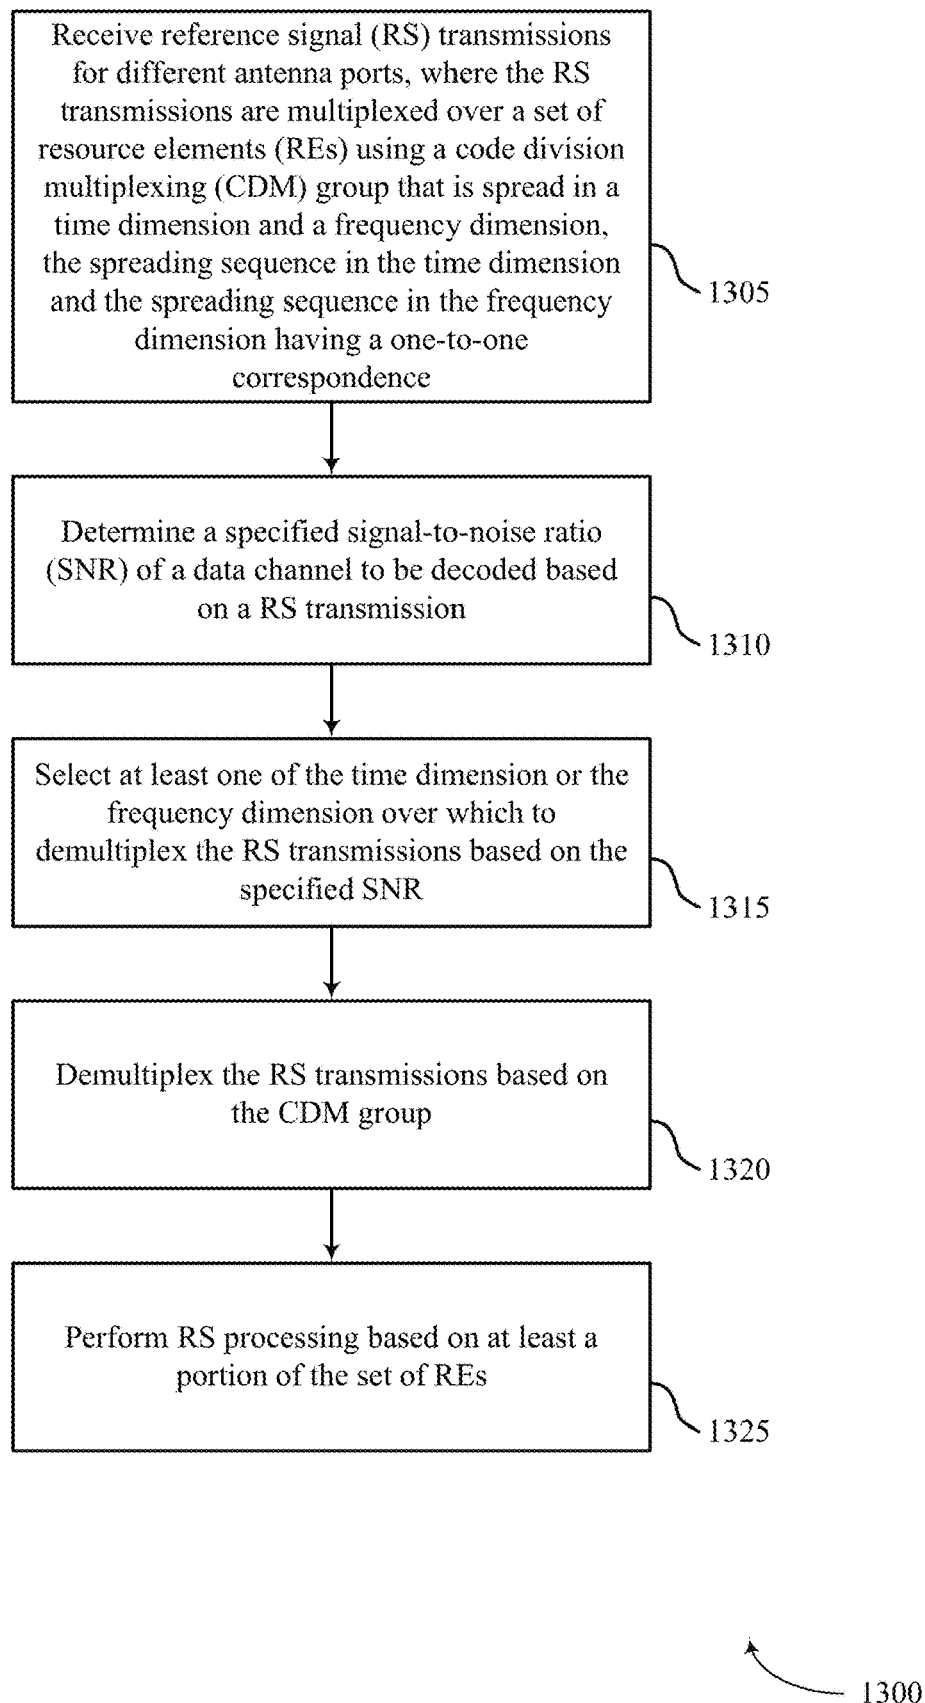 Receive reference signal (RS) transmissions
for different antenna ports, where the RS
transmissions are multiplexed over a set of
resource elements (REs) using a code division
multiplexing (CDM) group that is spread in a
time dimension and a frequency dimension,
the spreading sequence in the time dimension
and the spreading sequence in the frequency
dimension having a one-to-one
correspondence
1305
Determine a specified signal-to-noise ratio
(SNR) of a data channel to be decoded based
on a RS transmission
1310
Select at least one of the time dimension or the
frequency dimension over which to
demultiplex the RS transmissions based on the
specified SNR
1315
Demultiplex the RS transmissions based on
the CDM group
1320
Perform RS processing based on at least a
portion of the set of REs
1325
1300